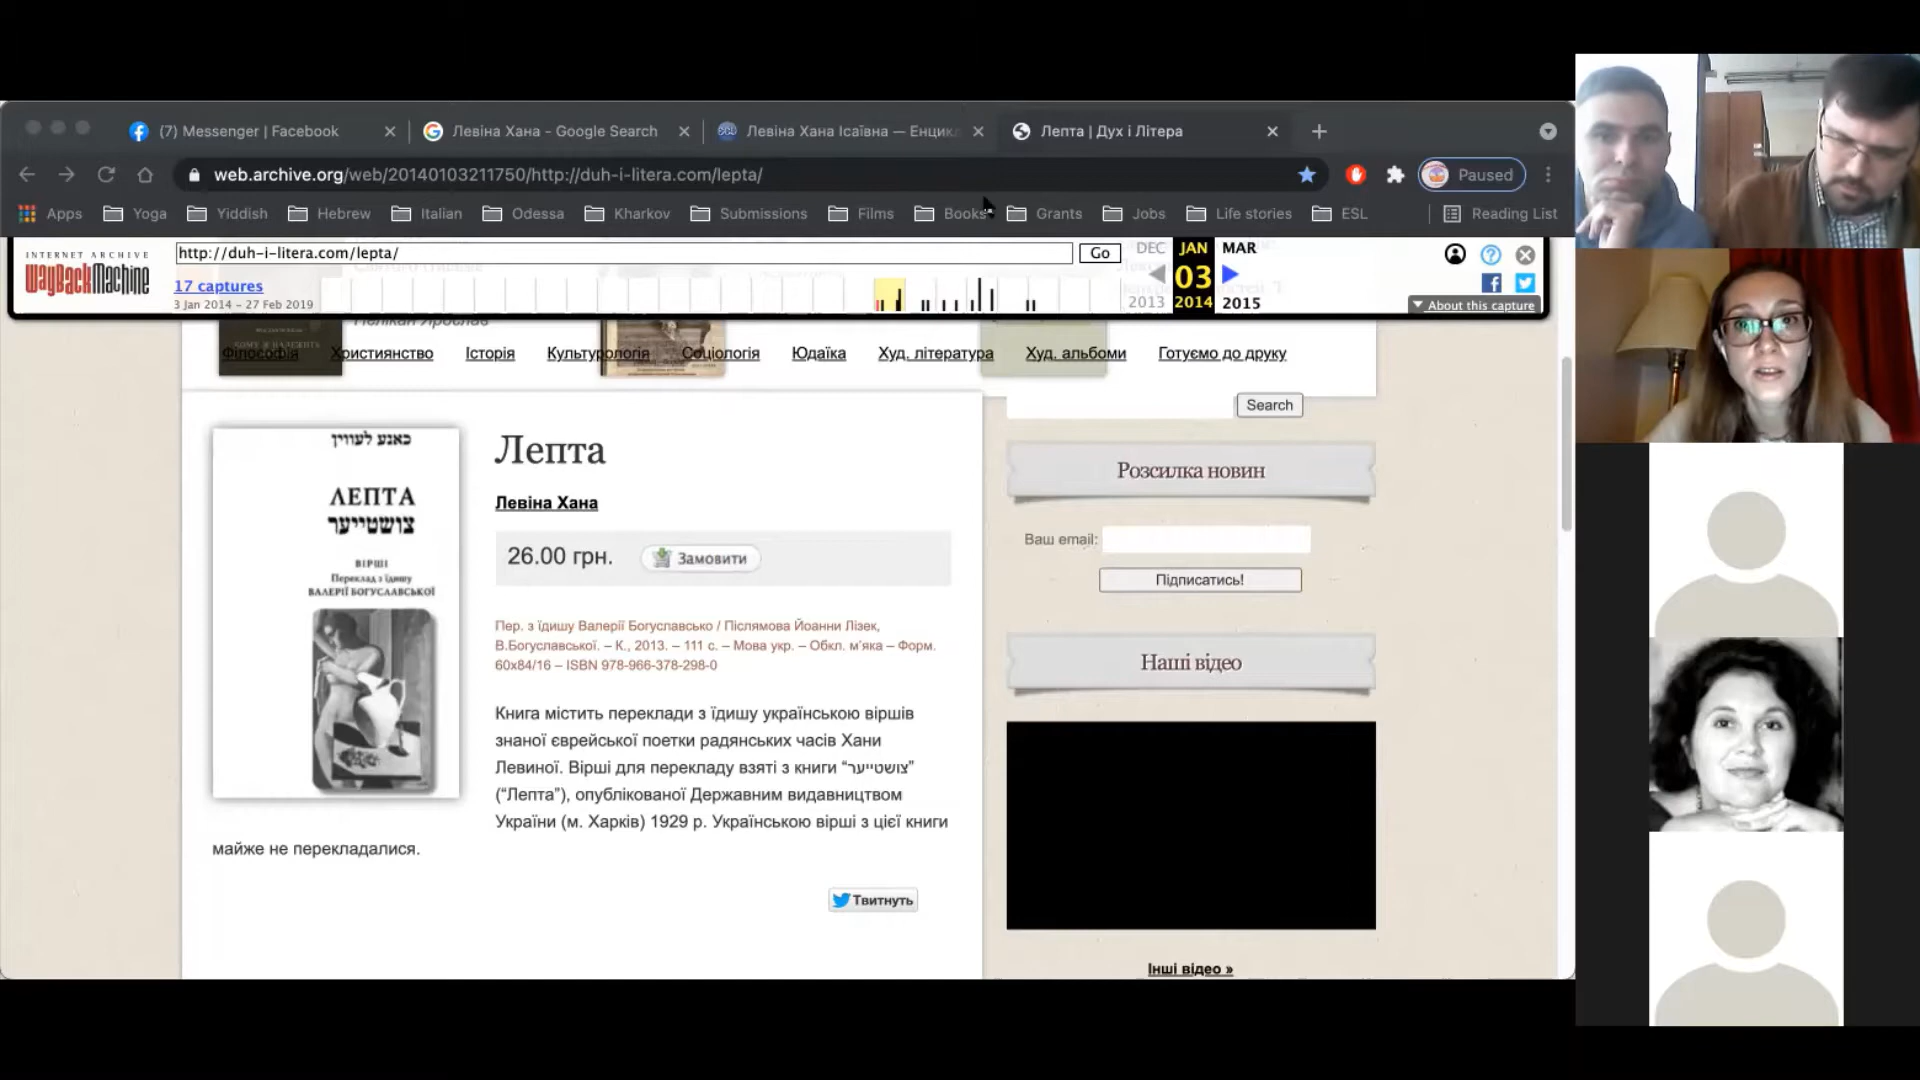 (7) Messenger | Facebook
Левіна Хана - Google Search
Левіна Хана Ісаївна — Енцикл
Лепта | Дух і Літера
web.archive.org/web/20140103211750/http://duh-i-litera.com/lepta/
Paused
Apps Yoga Yiddish Hebrew Italian Odessa Kharkov Submissions Films Books Grants Jobs Life stories ESL Reading List
INTERNET ARCHIVE
WayBackMachine
http://duh-i-litera.com/lepta/
Go
17 captures
3 Jan 2014 – 27 Feb 2019
DEC JAN MAR
03
2013 2014 2015
About this capture
Пелікан Ярослав
Філософія Християнство Історія Культурологія Соціологія Юдаїка Худ. література Худ. альбоми Готуємо до друку
Search
כאנע לעווין
ЛЕПТА
צושטייער
ВІРШІ
Переклад з їдишу
ВАЛЕРІЇ БОГУСЛАВСЬКОЇ
Лепта
Левіна Хана
26.00 грн.
Замовити
Пер. з їдишу Валерії Богуславсько / Післямова Йоанни Лізек,
В.Богуславської. – К., 2013. – 111 с. – Мова укр. – Обкл. м’яка – Форм.
60х84/16 – ISBN 978-966-378-298-0
Книга містить переклади з їдишу українською віршів
знаної єврейської поетки радянських часів Хани
Левиної. Вірші для перекладу взяті з книги “צושטייער”
(“Лепта”), опублікованої Державним видавництвом
України (м. Харків) 1929 р. Українською вірші з цієї книги
майже не перекладалися.
Твитнуть
Розсилка новин
Ваш email:
Підписатись!
Наші відео
Інші відео »